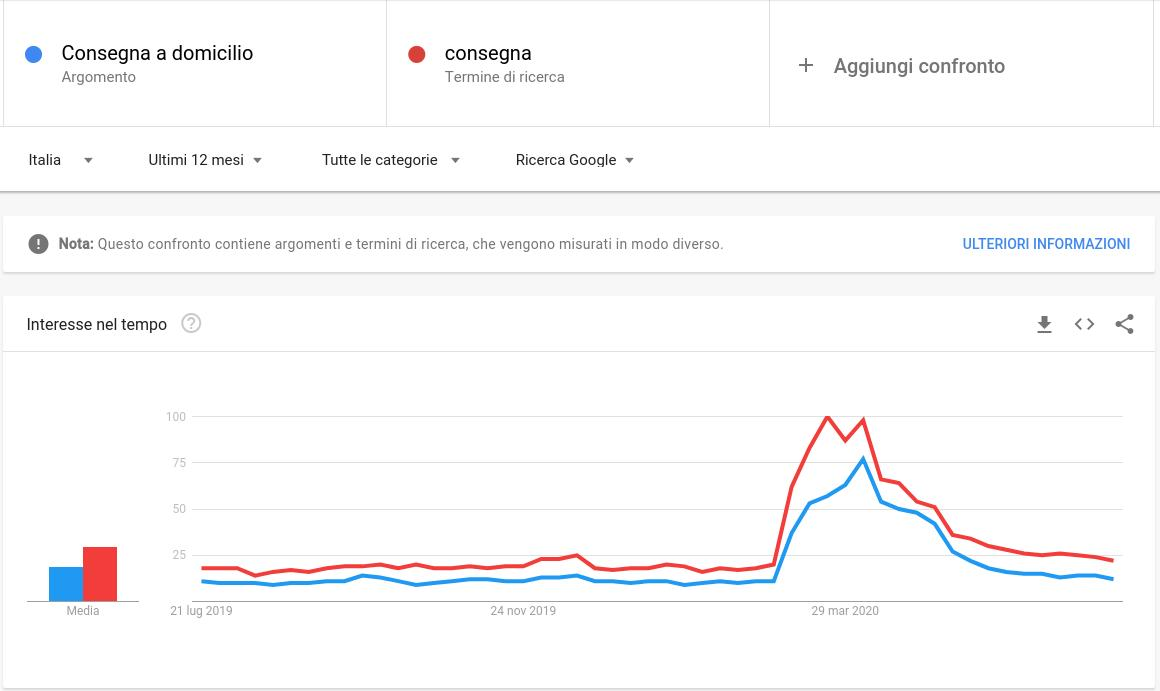 Consegna a domicilio
Argomento
consegna
Termine di ricerca
+ Aggiungi confronto
Italia
Ultimi 12 mesi
Tutte le categorie
Ricerca Google
Nota: Questo confronto contiene argomenti e termini di ricerca, che vengono misurati in modo diverso.
ULTERIORI INFORMAZIONI
Interesse nel tempo
100
75
50
25
Media
21 lug 2019
24 nov 2019
29 mar 2020